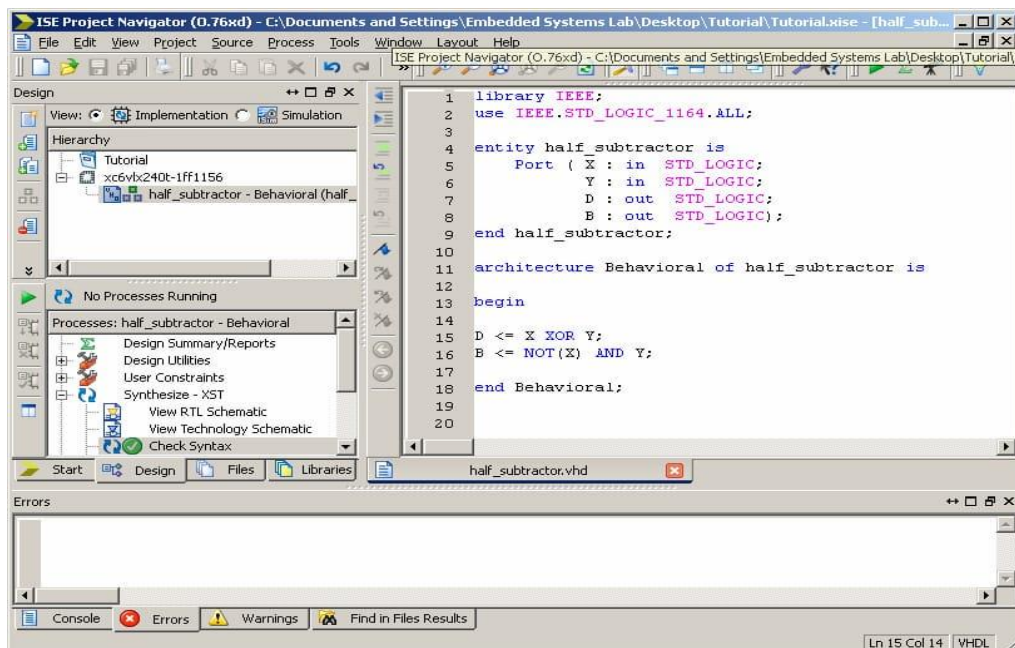 ISE Project Navigator (0.76xd) - C:\Documents and Settings\Embedded Systems Lab\Desktop\Tutorial\Tutorial.xise - [half_sub...
File Edit View Project Source Process Tools Window Layout Help
ISE Project Navigator (0.76xd) - C:\Documents and Settings\Embedded Systems Lab\Desktop\Tutorial\
Design
View: Implementation Simulation
Hierarchy
Tutorial
xc6vlx240t-1ff1156
half_subtractor - Behavioral (half_
No Processes Running
Processes: half_subtractor - Behavioral
Design Summary/Reports
Design Utilities
User Constraints
Synthesize - XST
View RTL Schematic
View Technology Schematic
Check Syntax
Start Design Files Libraries
1 library IEEE;
2 use IEEE.STD_LOGIC_1164.ALL;
3
4 entity half_subtractor is
5 Port ( X : in STD_LOGIC;
6 Y : in STD_LOGIC;
7 D : out STD_LOGIC;
8 B : out STD_LOGIC);
9 end half_subtractor;
10
11 architecture Behavioral of half_subtractor is
12
13 begin
14
15 D <= X XOR Y;
16 B <= NOT(X) AND Y;
17
18 end Behavioral;
19
20
half_subtractor.vhd
Errors
Console Errors Warnings Find in Files Results
Ln 15 Col 14 VHDL